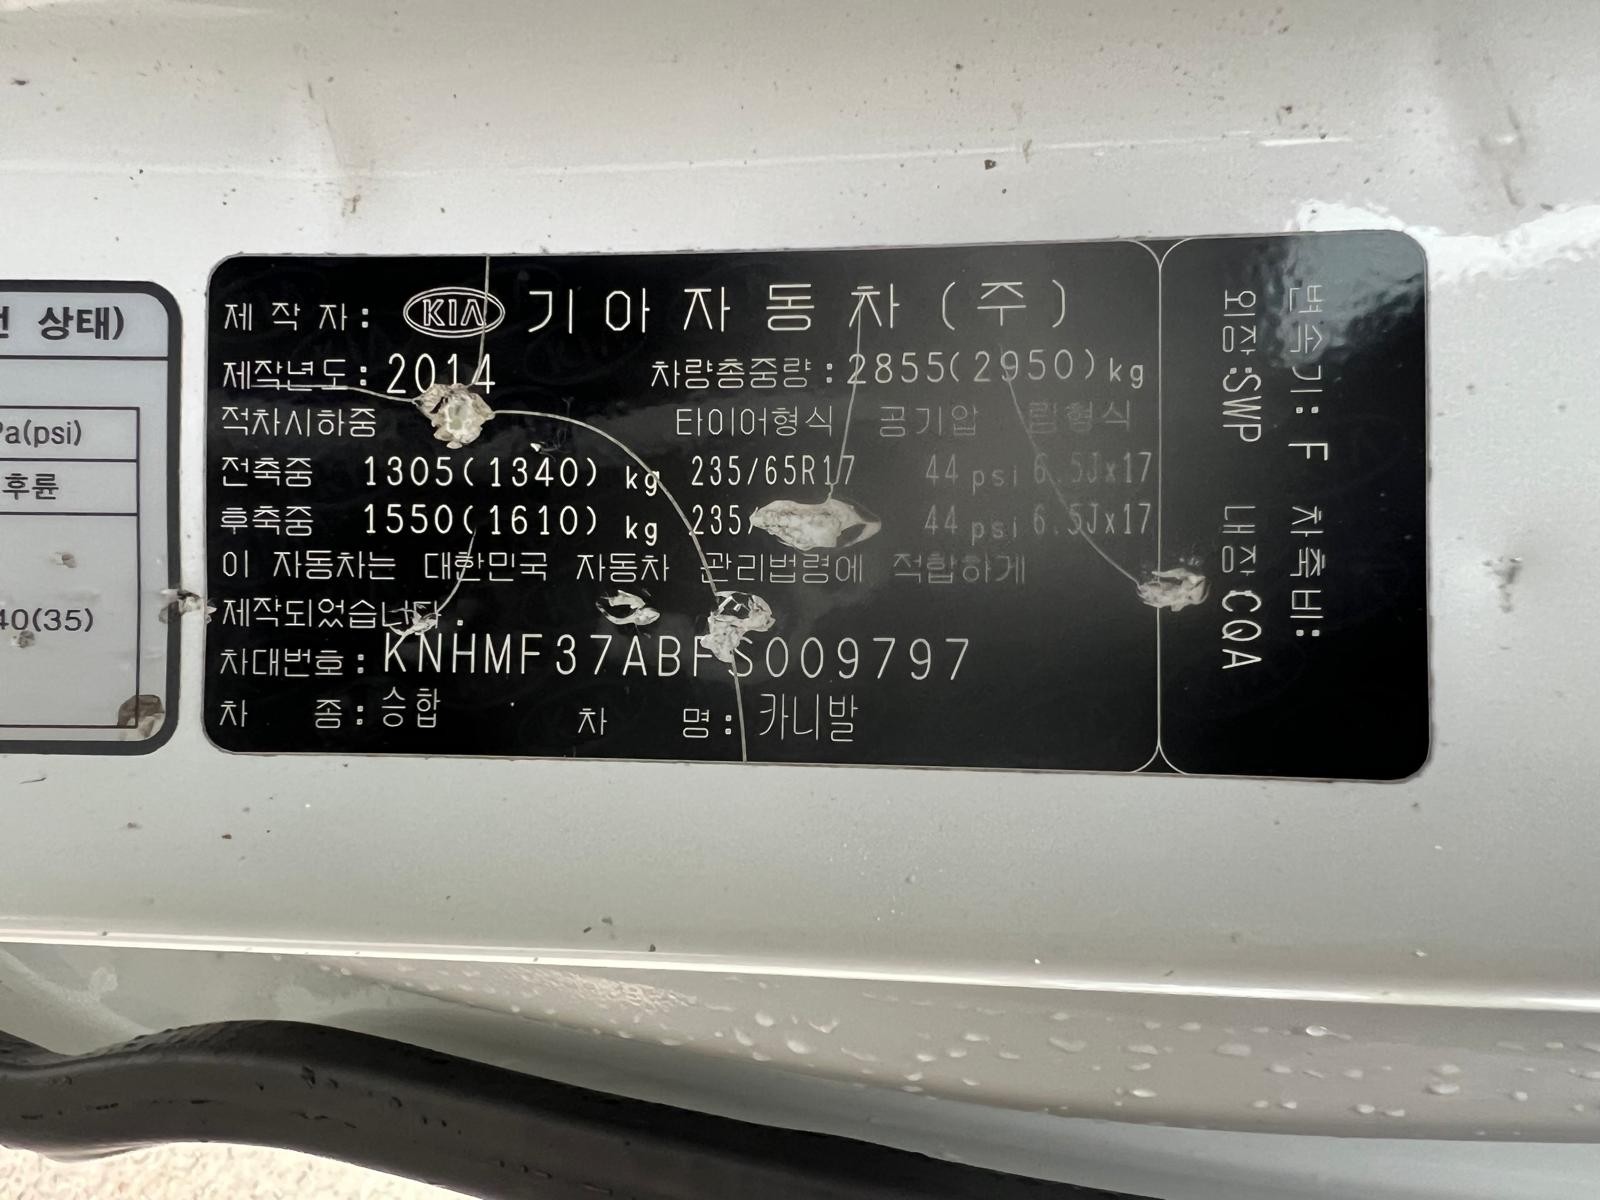 전 상태)
Pa(psi)
후륜
40(35)
제 작 자 : KIA 기 아 자 동 차 ( 주 )
제작년도 : 2014 차량총중량 : 2855(2950)kg
적차시하중 타이어형식 공기압 림형식
전축중 1305(1340) kg 235/65R17 44 psi 6.5Jx17
후축중 1550(1610) kg 235/ 44 psi 6.5Jx17
이 자동차는 대한민국 자동차 관리법령에 적합하게
제작되었습니다.
차대번호 : KNHMF37ABFS009797
차 종 : 승합 차 명 : 카니발
변속기: F 차축비:
외장:SWP 내장:CQA